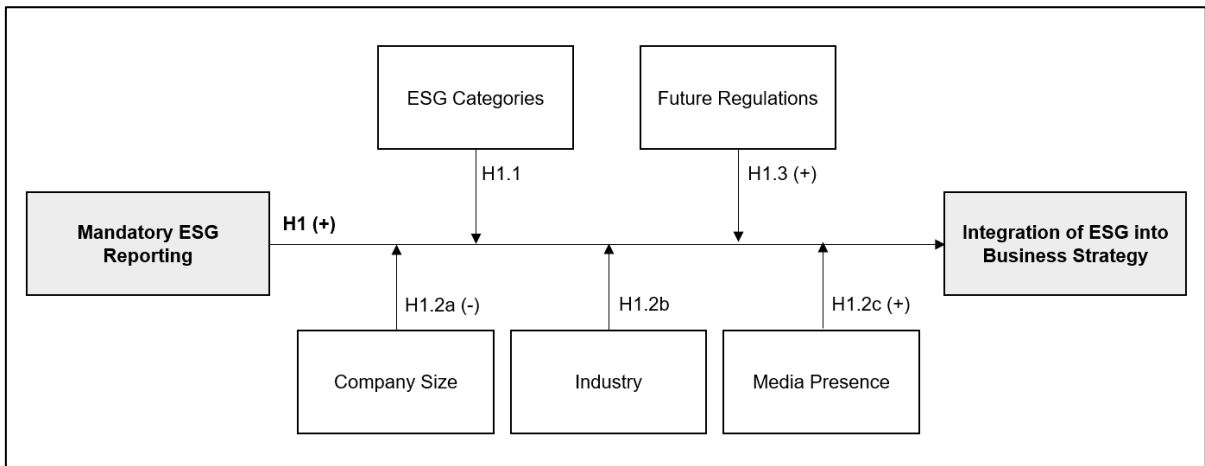 ESG Categories
Future Regulations
H1.1
H1.3 (+)
Mandatory ESG
Reporting
H1 (+)
Integration of ESG into
Business Strategy
H1.2a (-)
H1.2b
H1.2c (+)
Company Size
Industry
Media Presence